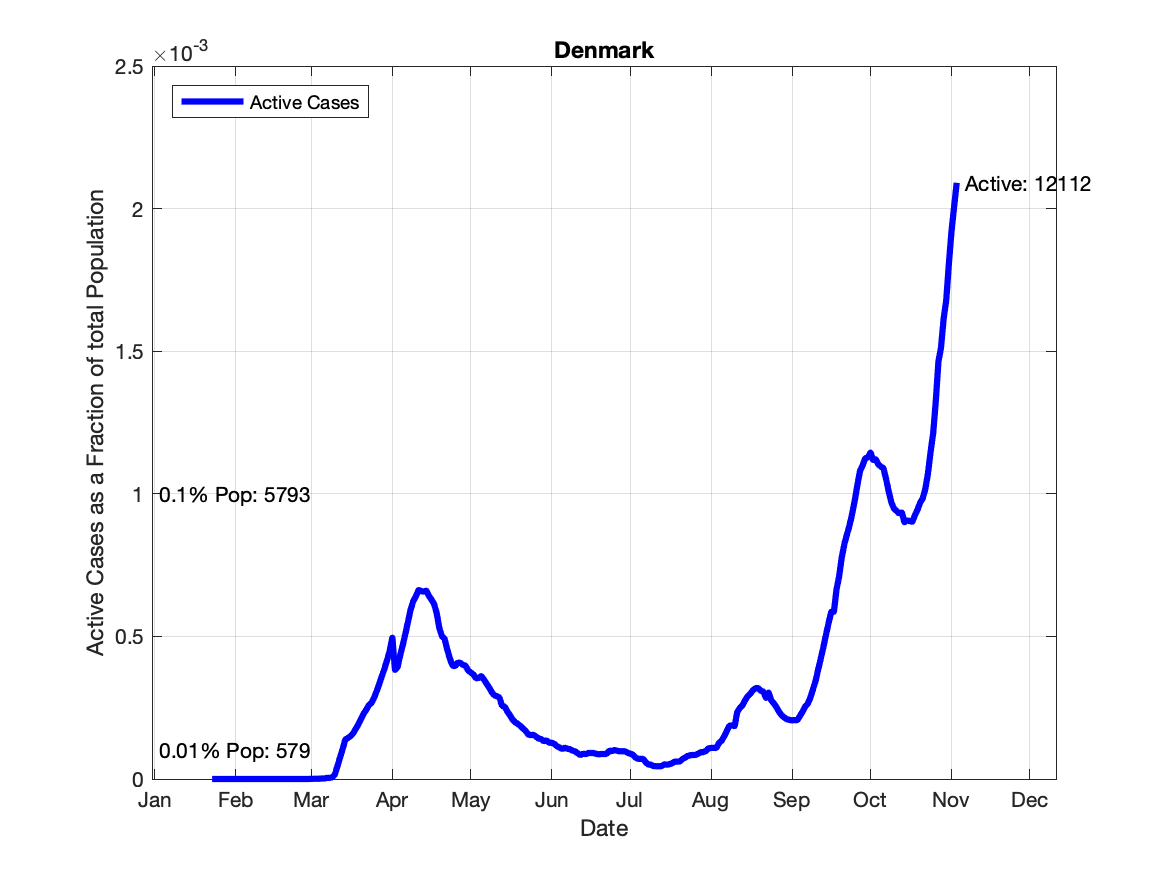 Denmark
×10-3
2.5
2
1.5
1
0.5
0
Active Cases
Active: 12112
0.1% Pop: 5793
0.01% Pop: 579
Active Cases as a Fraction of total Population
Jan Feb Mar Apr May Jun Jul Aug Sep Oct Nov Dec
Date